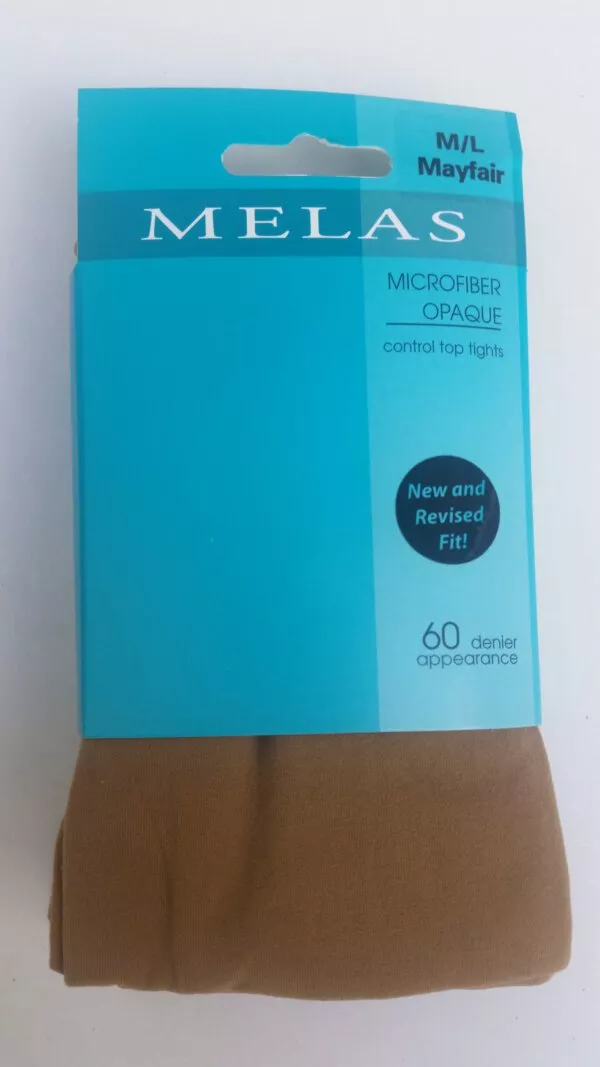 M/L
Mayfair
MELAS
MICROFIBER
OPAQUE
control top tights
New and
Revised
Fit!
60 denier
appearance